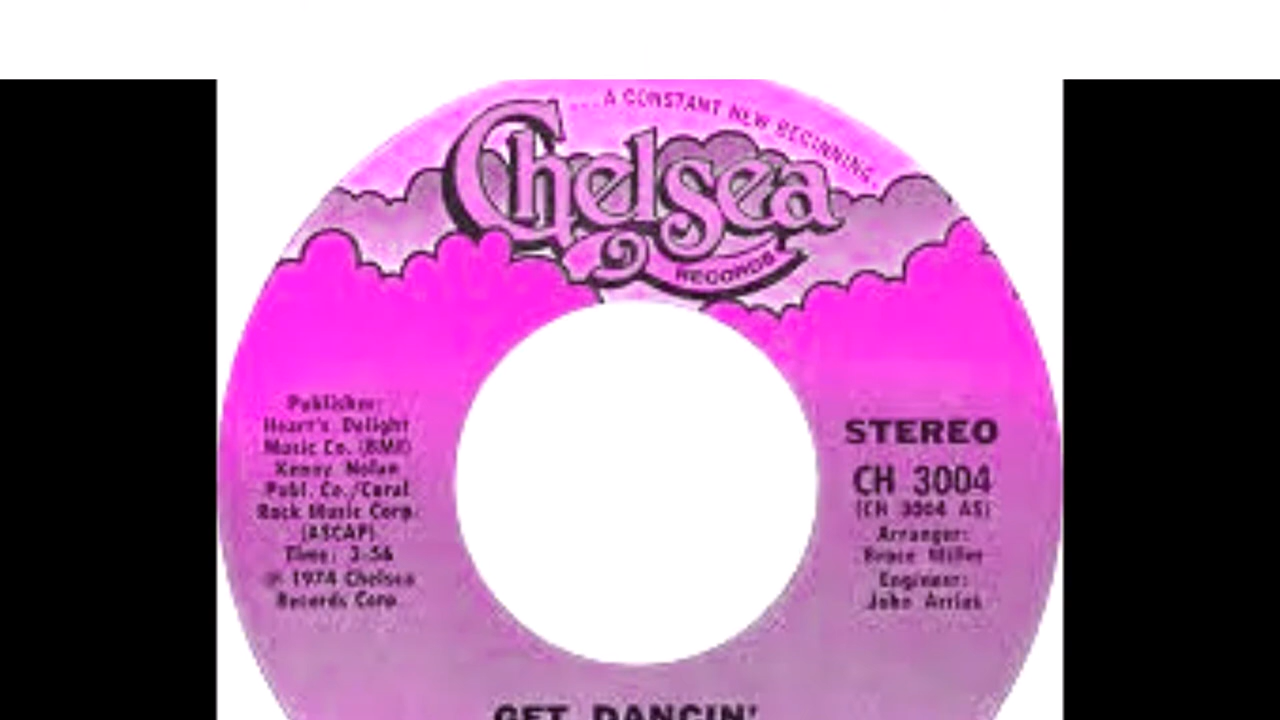 ...A CONSTANT NEW BEGINNING.
Chelsea
RECORDS
Publisher:
Heart's Delight
Music Co. (BMI)
Kenny Nolan
Publ. Co./Coral
Rock Music Corp.
(ASCAP)
Time: 3:56
℗ 1974 Chelsea
Records Corp.
STEREO
CH 3004
(CH 3004 AS)
Arranger:
Bruce Miller
Engineer:
John Arrias
GET DANCIN'